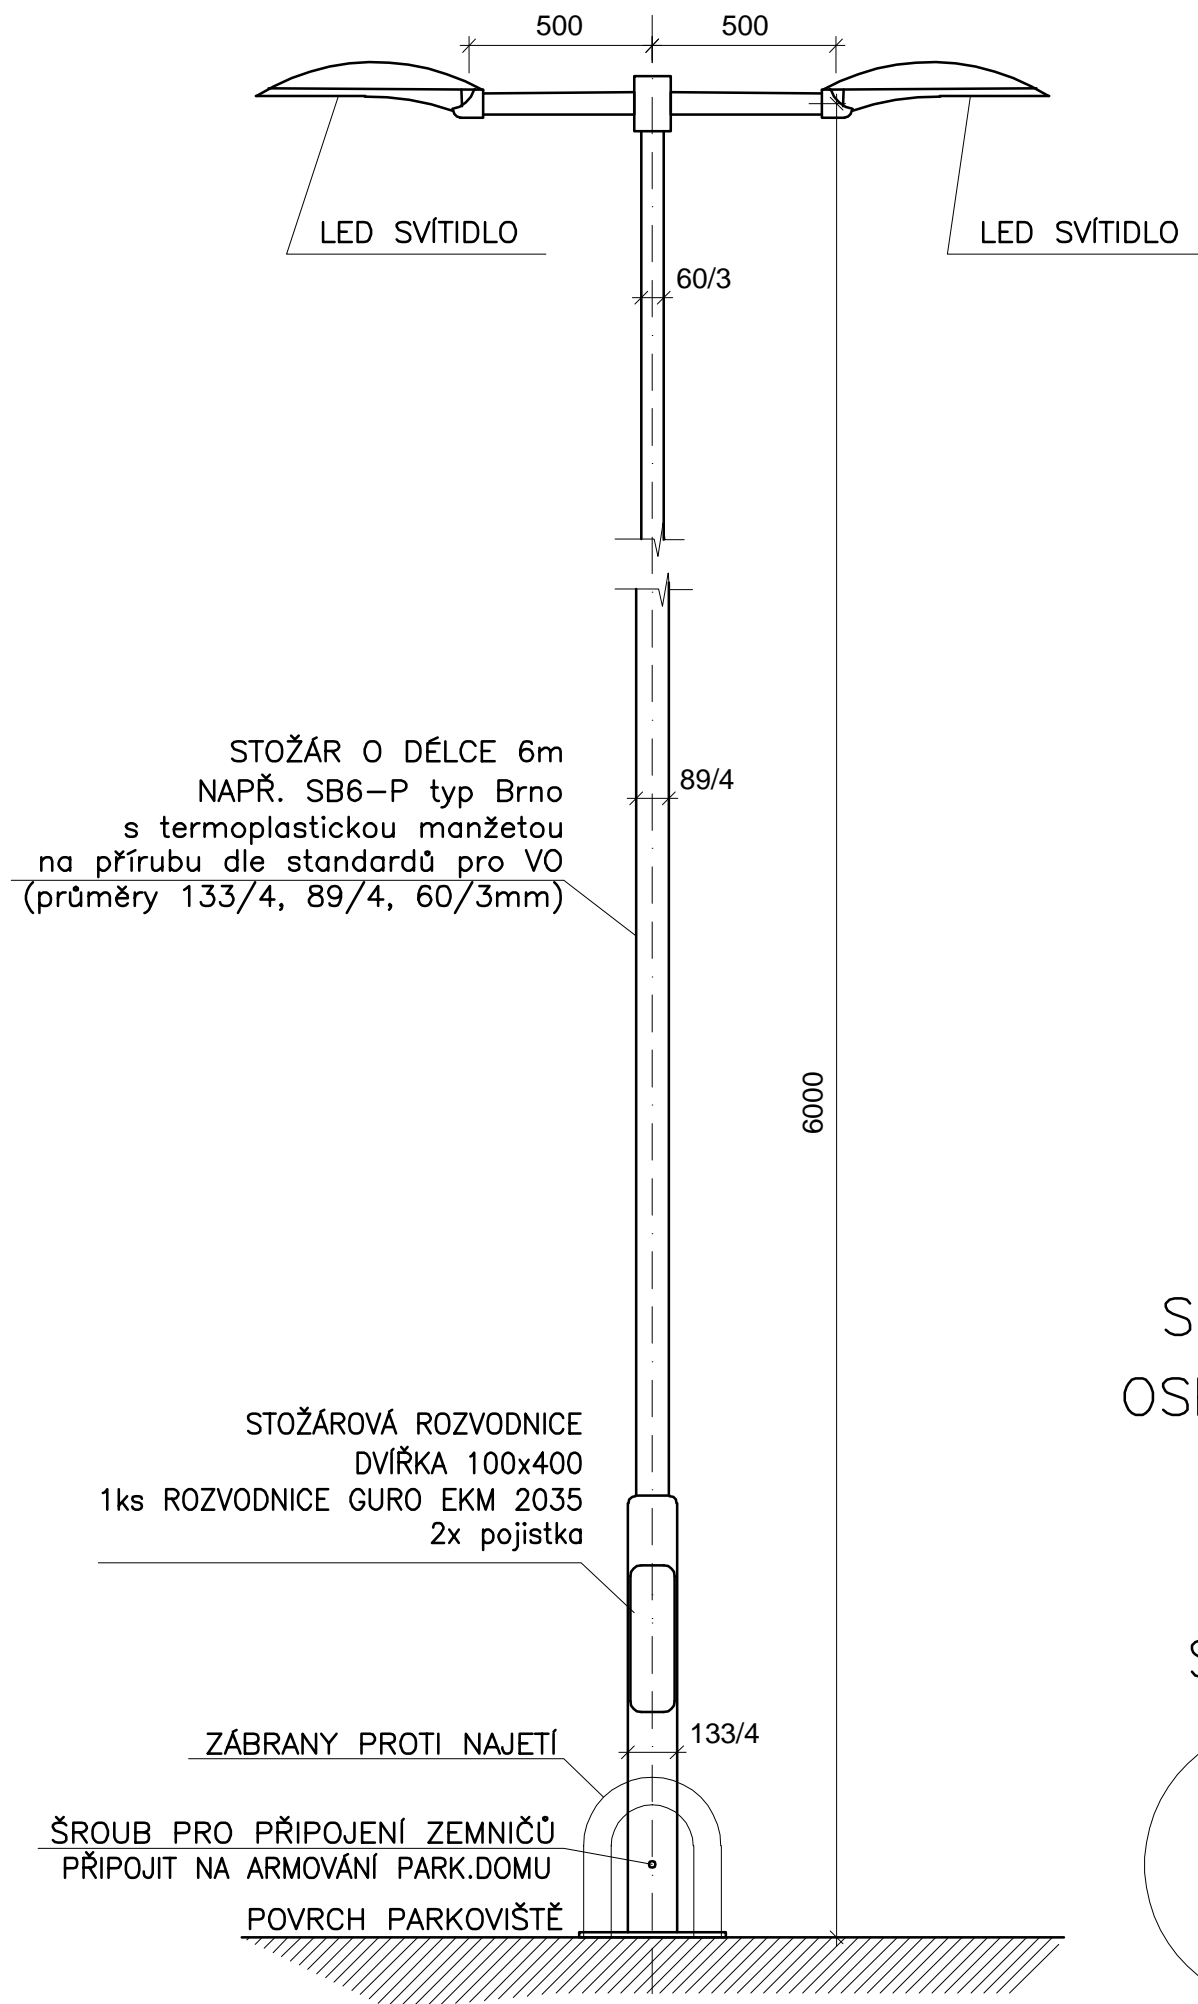 500
500
LED SVÍTIDLO
LED SVÍTIDLO
60/3
STOŽÁR O DÉLCE 6m
NAPŘ. SB6-P typ Brno
s termoplastickou manžetou
na přírubu dle standardů pro VO
(průměry 133/4, 89/4, 60/3mm)
89/4
6000
S
OS
STOŽÁROVÁ ROZVODNICE
DVÍŘKA 100x400
1ks ROZVODNICE GURO EKM 2035
2x pojistka
133/4
ZÁBRANY PROTI NAJETÍ
ŠROUB PRO PŘIPOJENÍ ZEMNIČŮ
PŘIPOJIT NA ARMOVÁNÍ PARK.DOMU
POVRCH PARKOVIŠTĚ